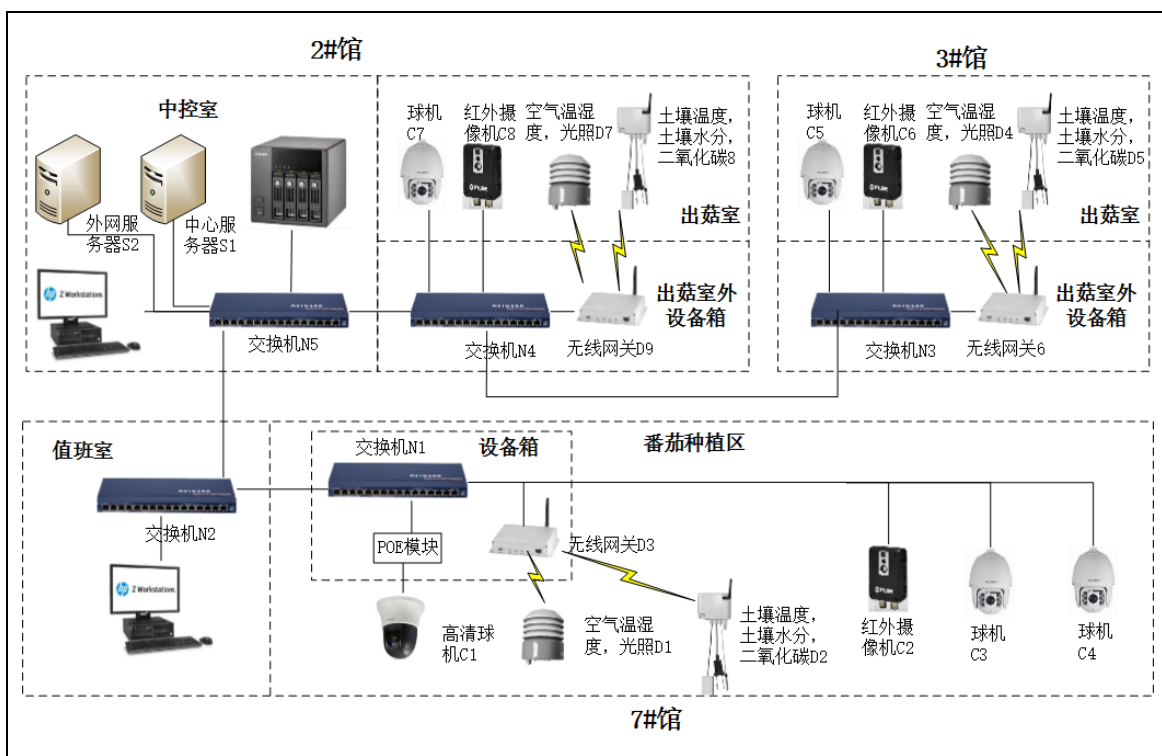 2#馆
3#馆
中控室
球机
C7
红外摄
像机C8
空气温湿
度，光照D7
土壤温度，
土壤水分，
二氧化碳8
球机
C5
红外摄
像机C6
空气温湿
度，光照D4
土壤温度，
土壤水分，
二氧化碳D5
外网服
务器S2
中心服
务器S1
出菇室
出菇室
Z Workstations
NETGEAR
交换机N5
NETGEAR
交换机N4
无线网关D9
出菇室外
设备箱
NETGEAR
交换机N3
无线网关6
出菇室外
设备箱
值班室
交换机N1
设备箱
番茄种植区
NETGEAR
NETGEAR
交换机N2
POE模块
无线网关D3
Z Workstations
高清球
机C1
空气温湿
度，光照D1
土壤温度，
土壤水分，
二氧化碳D2
红外摄
像机C2
球机
C3
球机
C4
7#馆